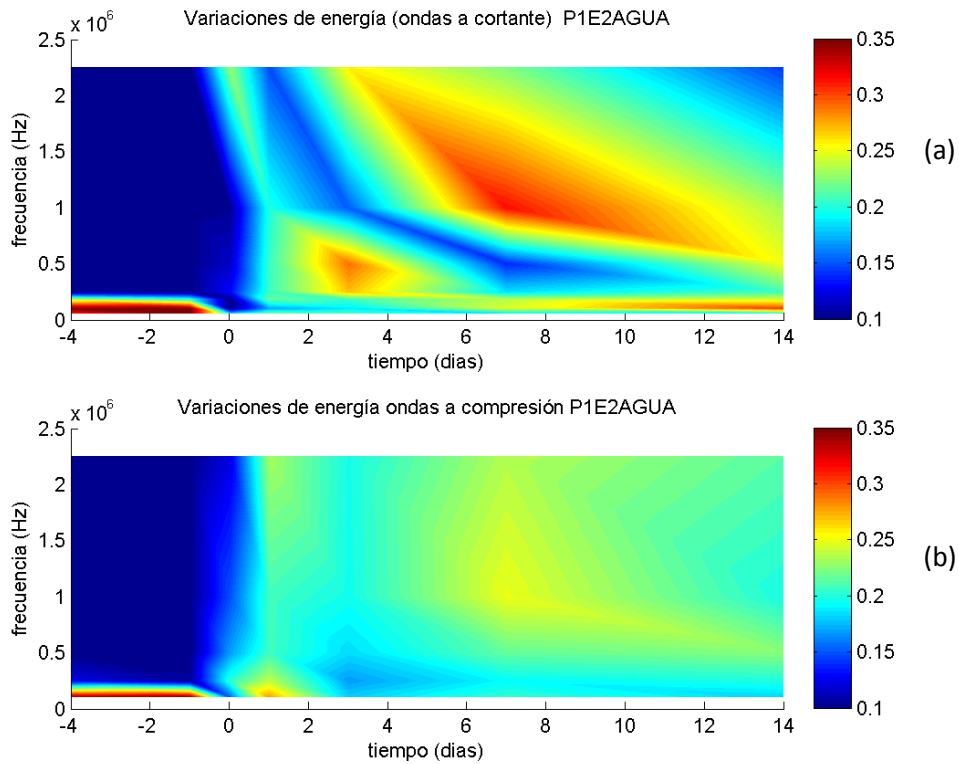 Variaciones de energía (ondas a cortante) P1E2AGUA
x 10⁶
2.5
2
1.5
1
0.5
0
frecuencia (Hz)
-4 -2 0 2 4 6 8 10 12 14
tiempo (dias)
0.35
0.3
0.25
0.2
0.15
0.1
(a)
Variaciones de energía ondas a compresión P1E2AGUA
x 10⁶
2.5
2
1.5
1
0.5
0
frecuencia (Hz)
-4 -2 0 2 4 6 8 10 12 14
tiempo (dias)
0.35
0.3
0.25
0.2
0.15
0.1
(b)